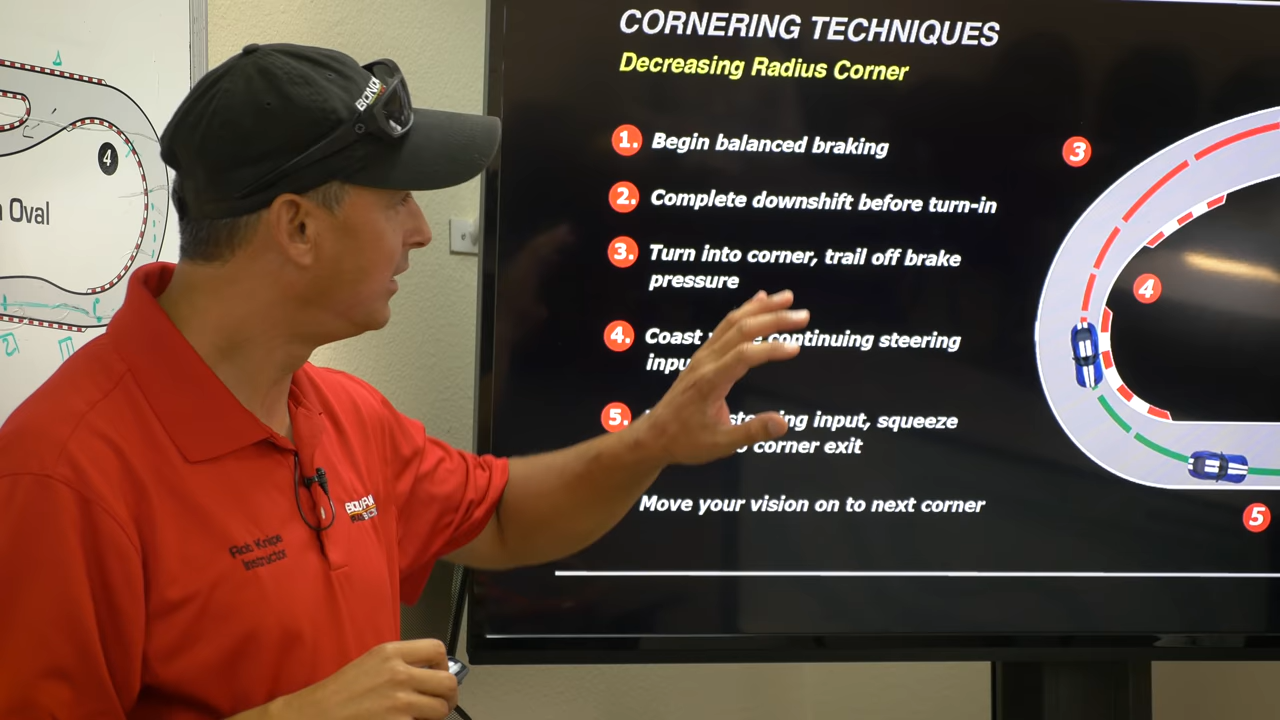 CORNERING TECHNIQUES
Decreasing Radius Corner
1. Begin balanced braking
2. Complete downshift before turn-in
3. Turn into corner, trail off brake
pressure
4. Coast continuing steering
5. input, squeeze
corner exit
Move your vision on to next corner
3
4
5
4
Oval
BONDURANT
Rob Knipe
Instructor